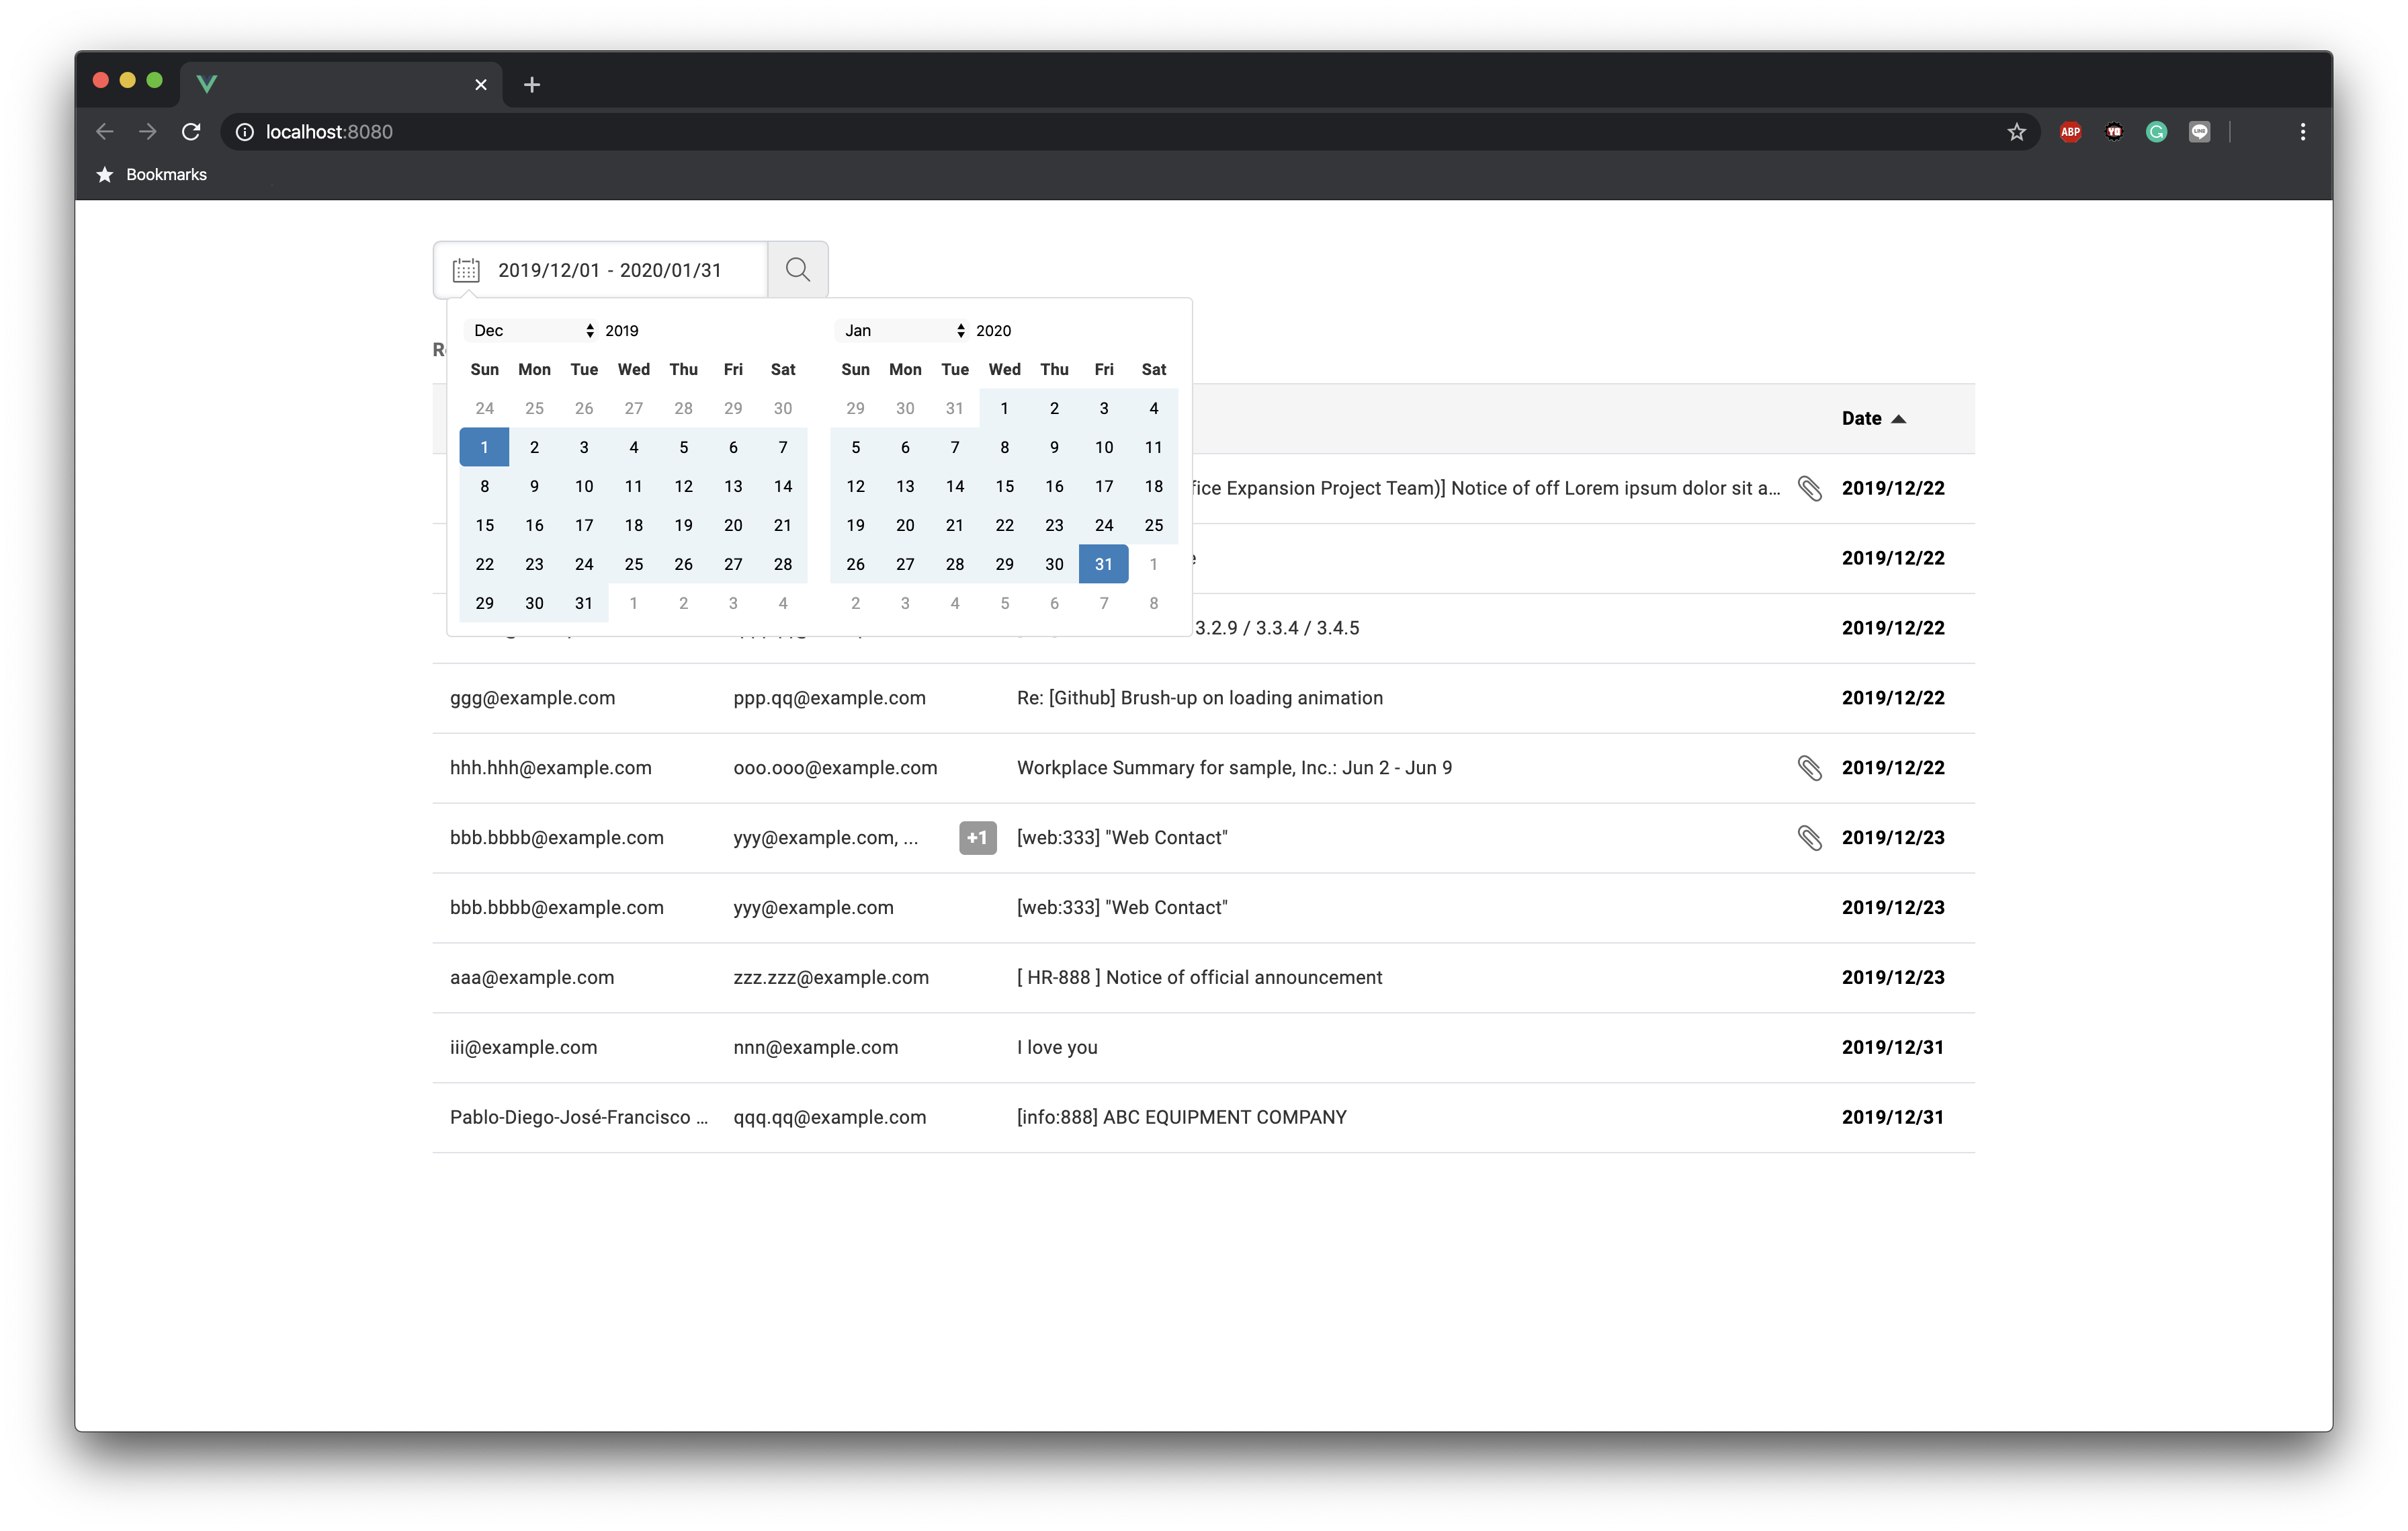 localhost:8080
ABP
Bookmarks
2019/12/01 - 2020/01/31
Dec 2019 Jan 2020
Sun Mon Tue Wed Thu Fri Sat Sun Mon Tue Wed Thu Fri Sat
24 25 26 27 28 29 30 29 30 31 1 2 3 4
Date
1 2 3 4 5 6 7 5 6 7 8 9 10 11
8 9 10 11 12 13 14 12 13 14 15 16 17 18
fice Expansion Project Team)] Notice of off Lorem ipsum dolor sit a... 2019/12/22
15 16 17 18 19 20 21 19 20 21 22 23 24 25
22 23 24 25 26 27 28 26 27 28 29 30 31 1
2019/12/22
29 30 31 1 2 3 4 2 3 4 5 6 7 8
3.2.9 / 3.3.4 / 3.4.5 2019/12/22
ggg@example.com ppp.qq@example.com Re: [Github] Brush-up on loading animation 2019/12/22
hhh.hhh@example.com ooo.ooo@example.com Workplace Summary for sample, Inc.: Jun 2 - Jun 9 2019/12/22
bbb.bbbb@example.com yyy@example.com, ... +1 [web:333] "Web Contact" 2019/12/23
bbb.bbbb@example.com yyy@example.com [web:333] "Web Contact" 2019/12/23
aaa@example.com zzz.zzz@example.com [ HR-888 ] Notice of official announcement 2019/12/23
iii@example.com nnn@example.com I love you 2019/12/31
Pablo-Diego-José-Francisco ... qqq.qq@example.com [info:888] ABC EQUIPMENT COMPANY 2019/12/31